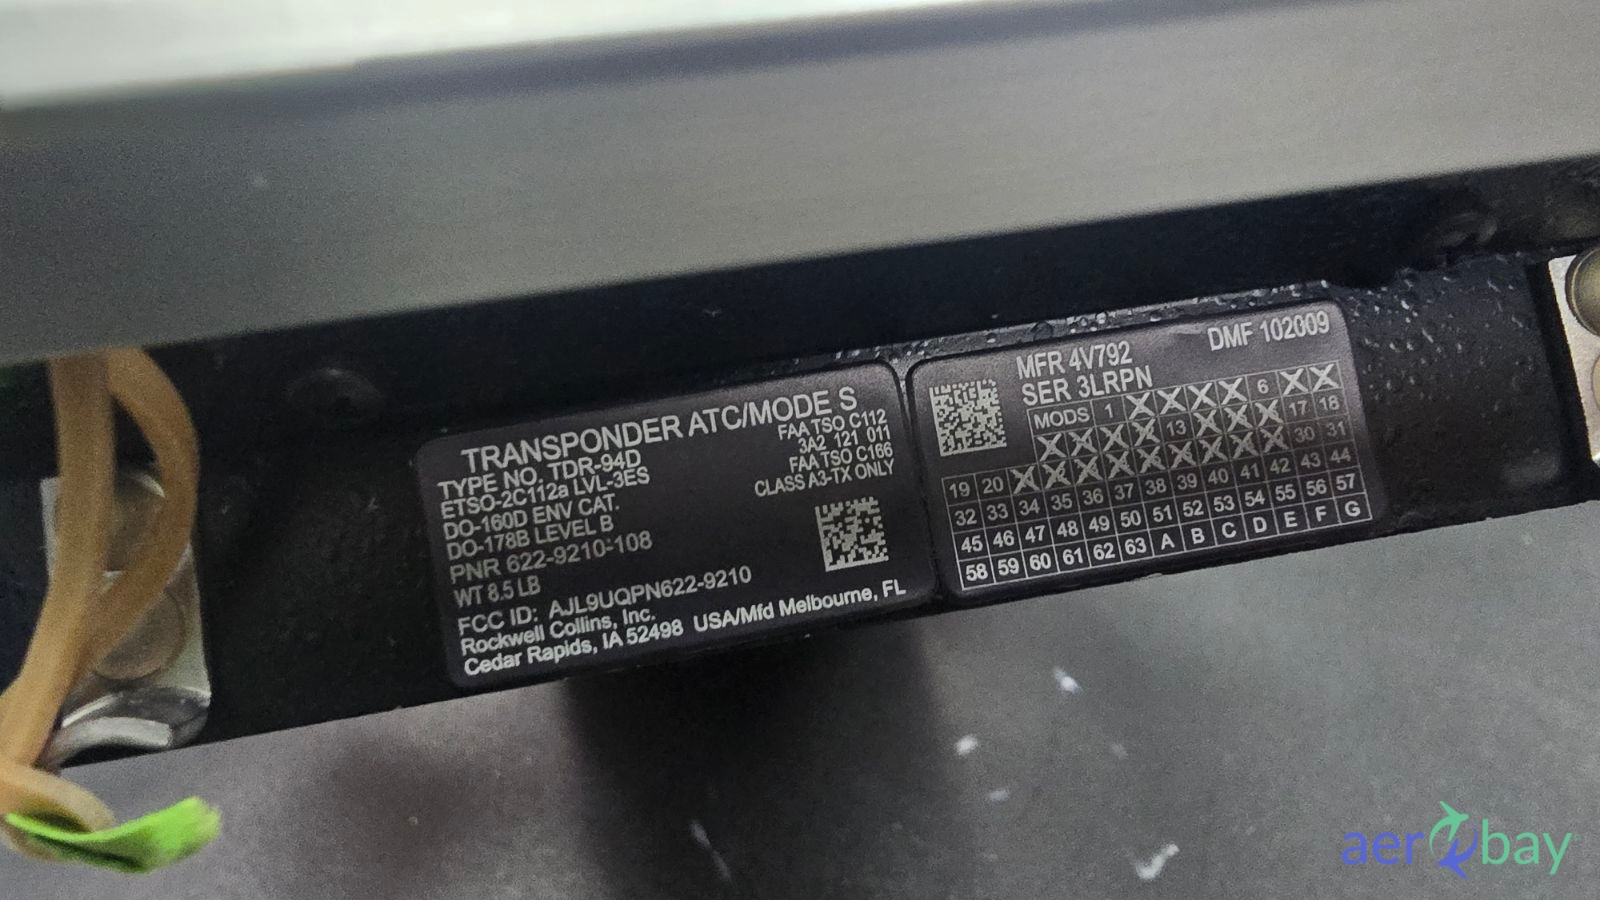 TRANSPONDER ATC/MODE S
TYPE NO. TDR-94D
FAA TSO C112
ETSO-2C112a LVL-3ES
3A2 121 011
DO-160D ENV CAT.
FAA TSO C166
DO-178B LEVEL B
CLASS A3-TX ONLY
PNR 622-9210-108
WT 8.5 LB
FCC ID: AJL9UQPN622-9210
Rockwell Collins, Inc.
Cedar Rapids, IA 52498 USA/Mfd Melbourne, FL
MFR 4V792
DMF 102009
SER 3LRPN
MODS 1 X X X X 6 X X
X X X X 13 X X X 17 18
19 20 X X X X X X X X X 30 31
32 33 34 35 36 37 38 39 40 41 42 43 44
45 46 47 48 49 50 51 52 53 54 55 56 57
58 59 60 61 62 63 A B C D E F G
aerobay